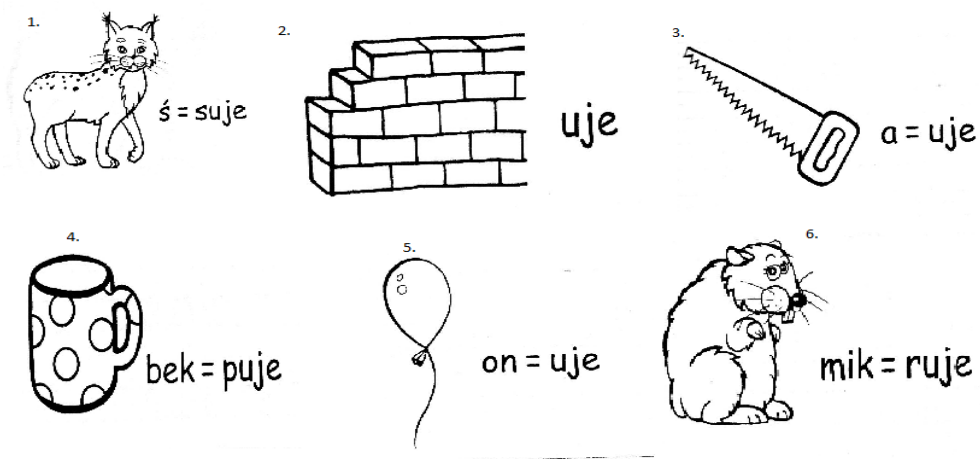 1.
ś = suje
2.
uje
3.
a = uje
4.
bek = puje
5.
on = uje
6.
mik = ruje